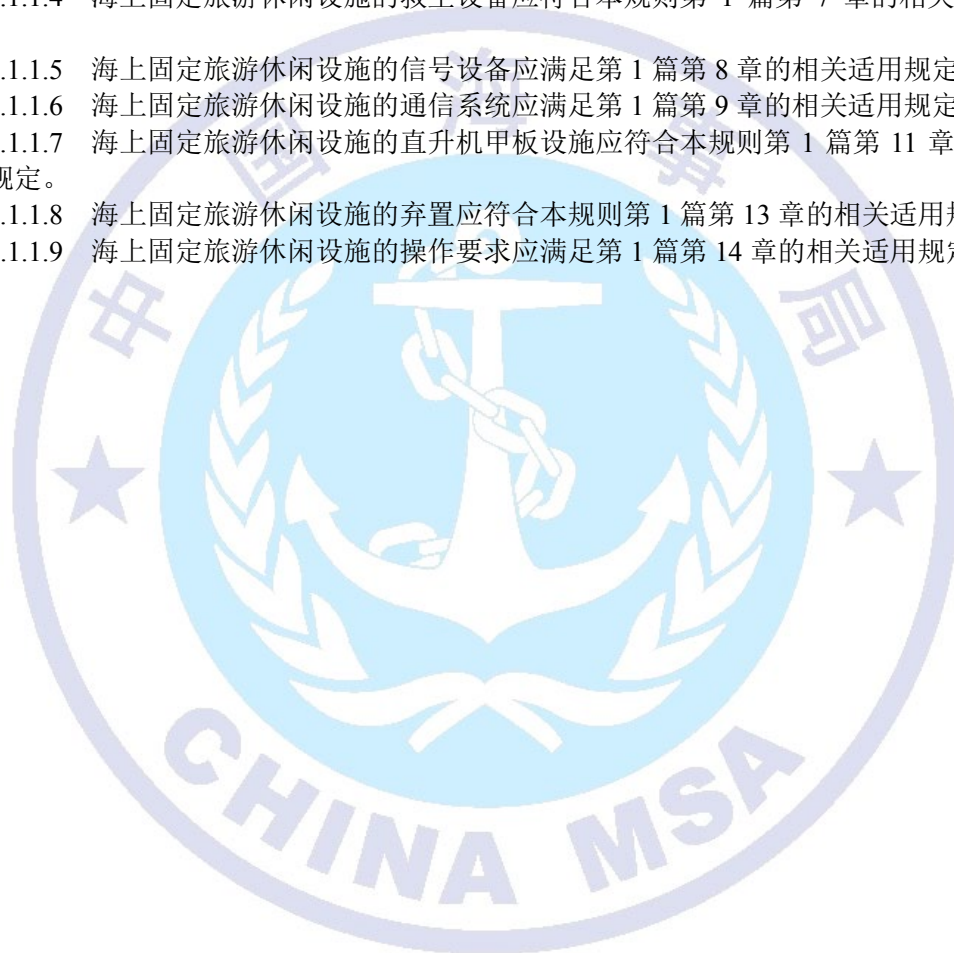 .1.1.4 海上固定旅游休闲设施的救生设备应符合本规则第 1 篇第 7 章的相关
.1.1.5 海上固定旅游休闲设施的信号设备应满足第 1 篇第 8 章的相关适用规定
.1.1.6 海上固定旅游休闲设施的通信系统应满足第 1 篇第 9 章的相关适用规定
.1.1.7 海上固定旅游休闲设施的直升机甲板设施应符合本规则第 1 篇第 11 章
规定。
.1.1.8 海上固定旅游休闲设施的弃置应符合本规则第 1 篇第 13 章的相关适用规
.1.1.9 海上固定旅游休闲设施的操作要求应满足第 1 篇第 14 章的相关适用规定
中国海事局
CHINA MSA